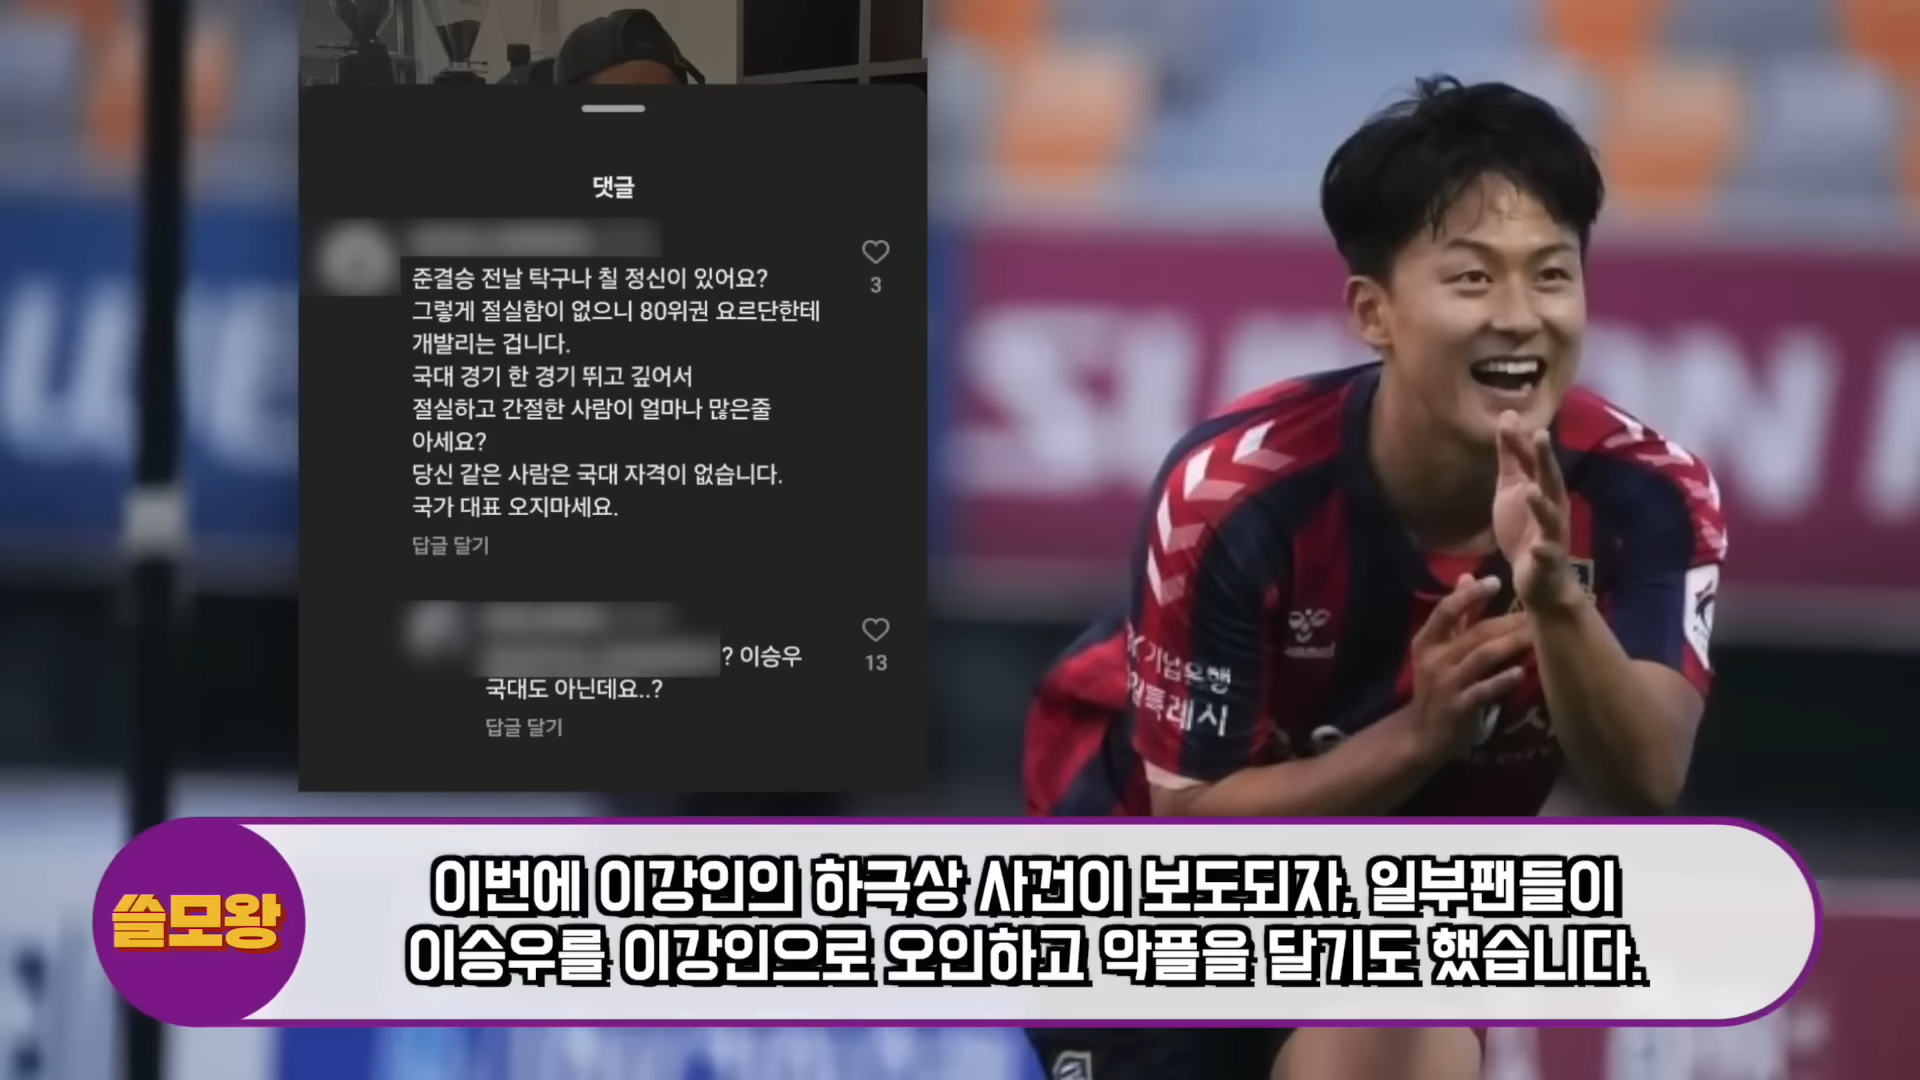 댓글
준결승 전날 탁구나 칠 정신이 있어요?
그렇게 절실함이 없으니 80위권 요르단한테
개발리는 겁니다.
국대 경기 한 경기 뛰고 깊어서
절실하고 간절한 사람이 얼마나 많은줄
아세요?
당신 같은 사람은 국대 자격이 없습니다.
국가 대표 오지마세요.
답글 달기
3
? 이승우
국대도 아닌데요..?
답글 달기
13
기업은행
특례시
쓸모왕
이번에 이강인의 하극상 사건이 보도되자, 일부팬들이
이승우를 이강인으로 오인하고 악플을 달기도 했습니다.